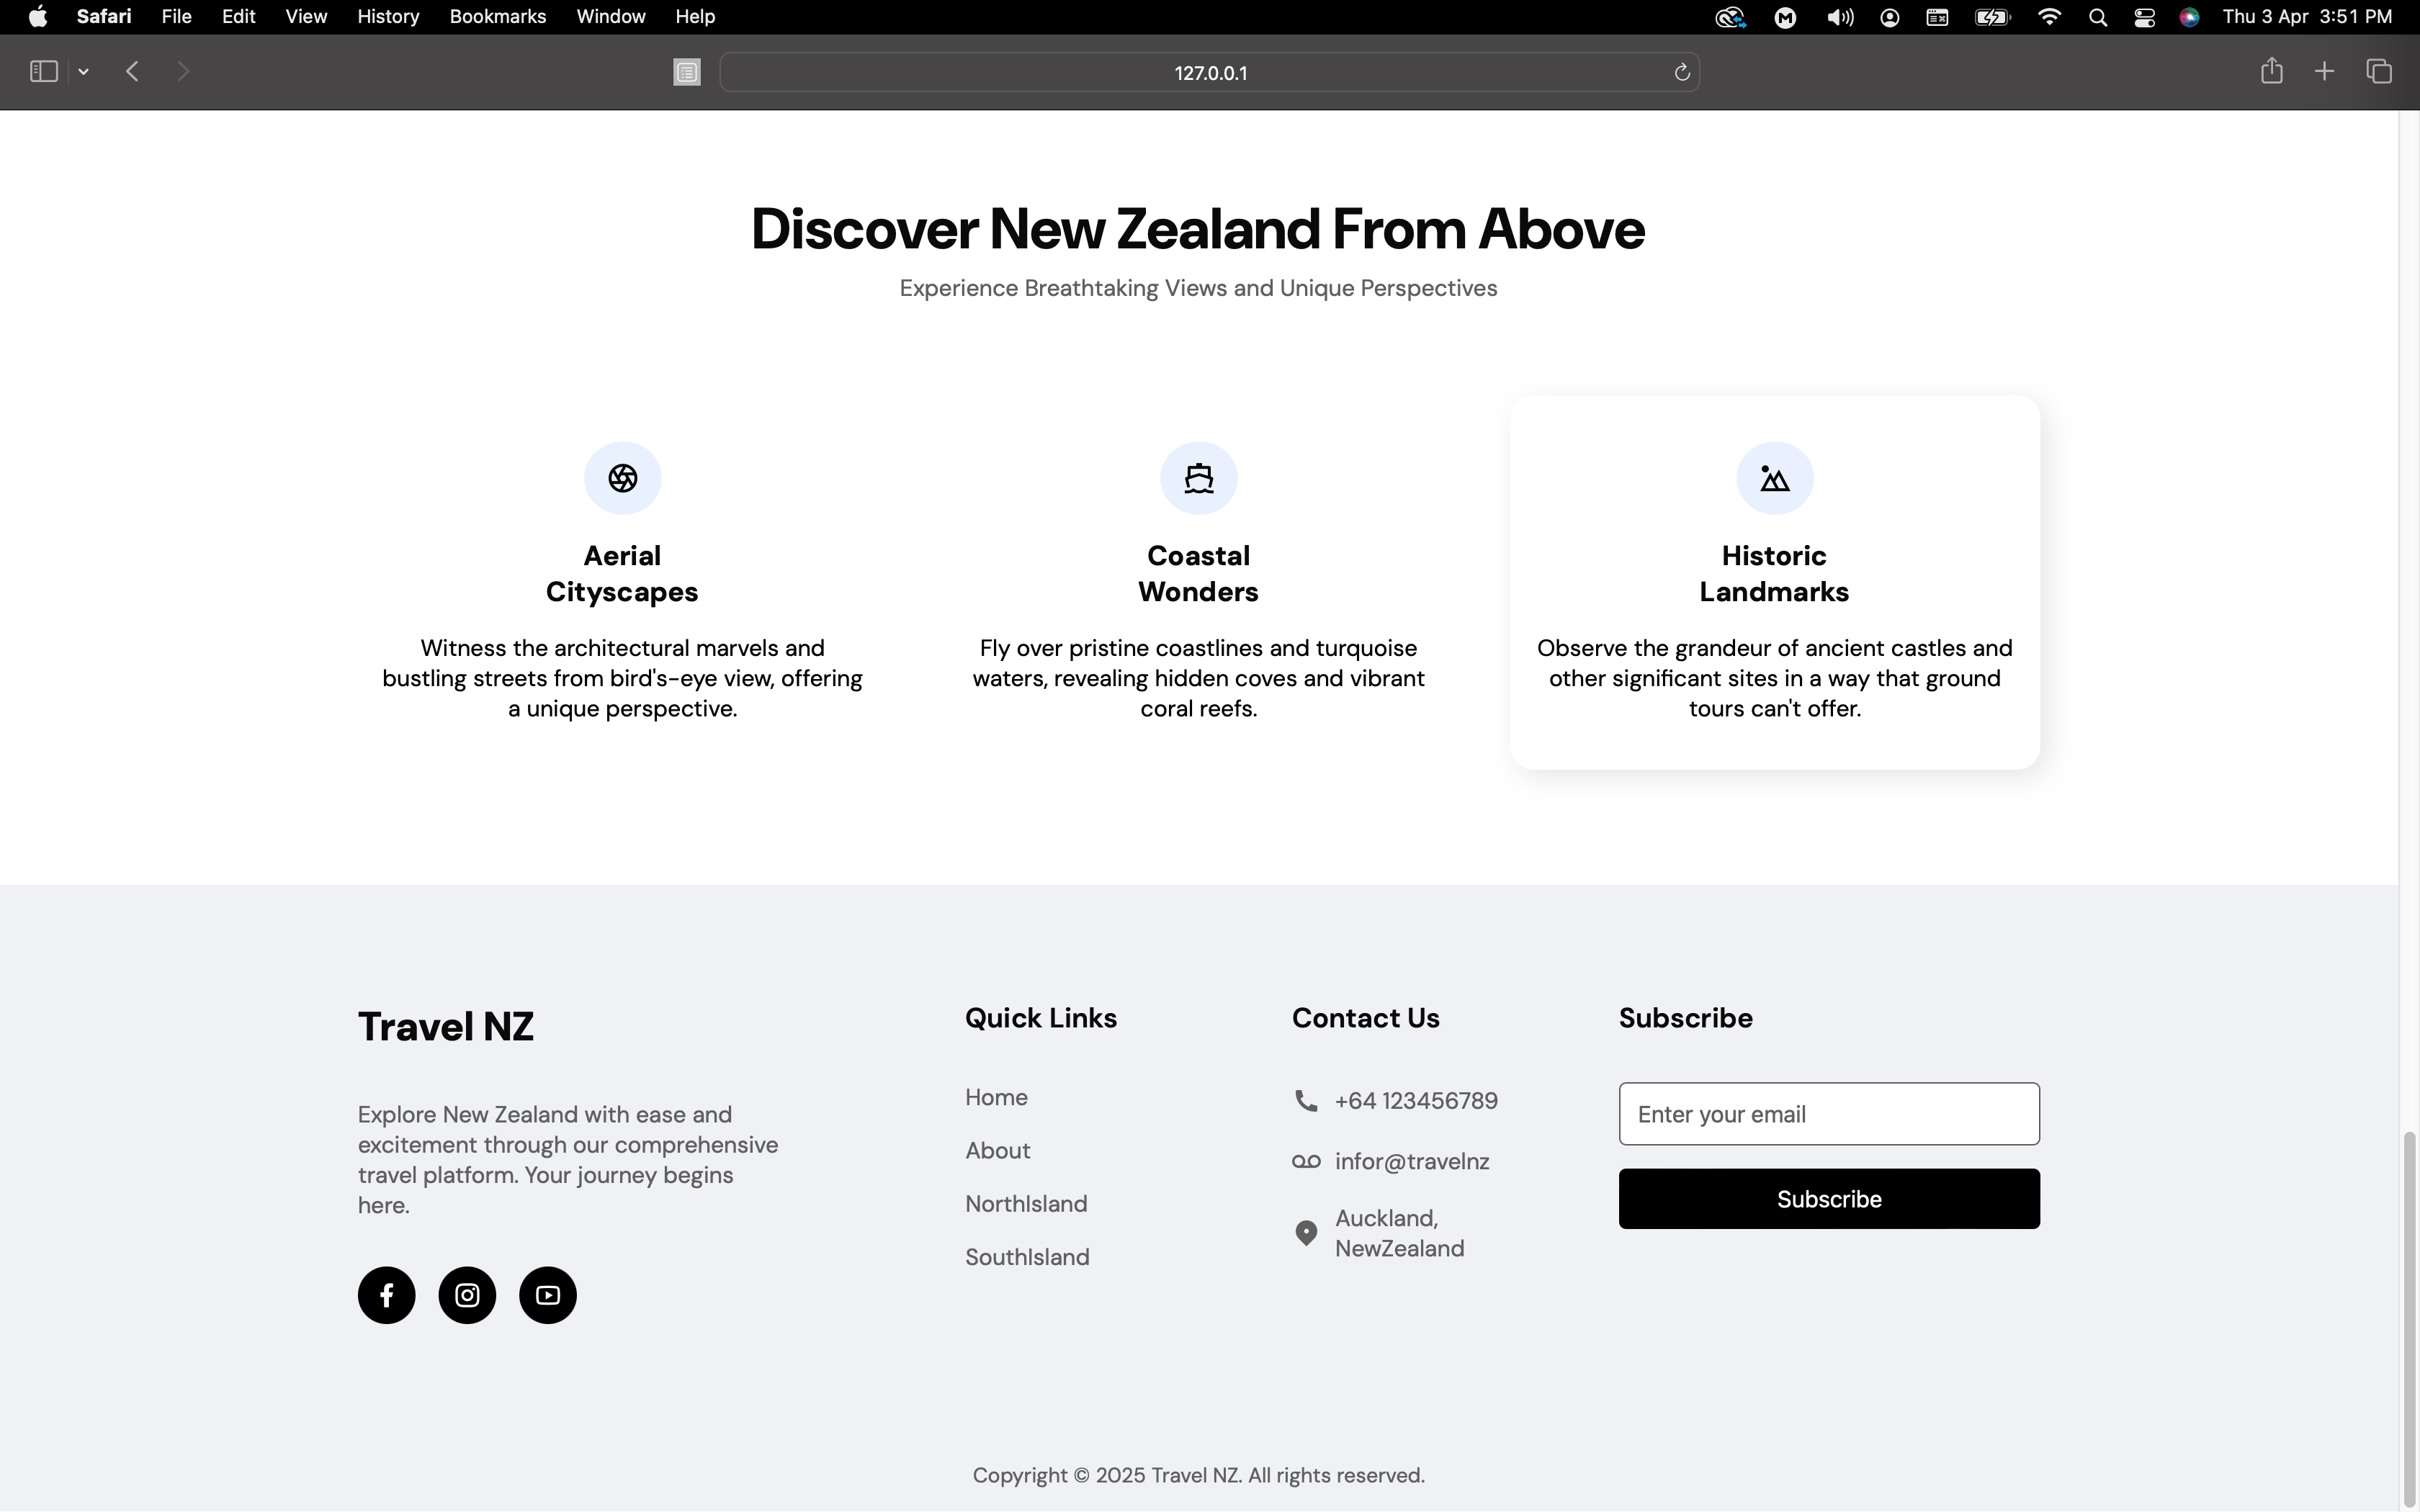 Safari File Edit View History Bookmarks Window Help Thu 3 Apr 3:51 PM
127.0.0.1
Discover New Zealand From Above
Experience Breathtaking Views and Unique Perspectives
Aerial
Cityscapes
Witness the architectural marvels and
bustling streets from bird's-eye view, offering
a unique perspective.
Coastal
Wonders
Fly over pristine coastlines and turquoise
waters, revealing hidden coves and vibrant
coral reefs.
Historic
Landmarks
Observe the grandeur of ancient castles and
other significant sites in a way that ground
tours can't offer.
Travel NZ
Explore New Zealand with ease and
excitement through our comprehensive
travel platform. Your journey begins
here.
Quick Links
Home
About
NorthIsland
SouthIsland
Contact Us
+64 123456789
infor@travelnz
Auckland,
NewZealand
Subscribe
Enter your email
Subscribe
Copyright © 2025 Travel NZ. All rights reserved.